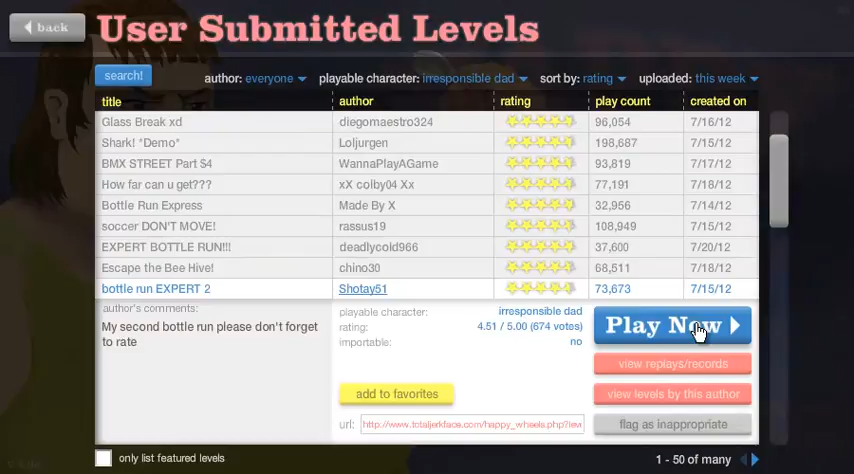 back
User Submitted Levels
search!
author: everyone playable character: irresponsible dad sort by: rating uploaded: this week
title author rating play count created on
Glass Break xd diegomaestro324 96,054 7/16/12
Shark! *Demo* Loljurgen 198,687 7/15/12
BMX STREET Part $4 WannaPlayAGame 93,819 7/17/12
How far can u get??? xX colby04 Xx 77,191 7/18/12
Bottle Run Express Made By X 32,956 7/14/12
soccer DON'T MOVE! rassus19 108,949 7/15/12
EXPERT BOTTLE RUN!!! deadlycold966 37,600 7/20/12
Escape the Bee Hive! chino30 68,511 7/18/12
bottle run EXPERT 2 Shotay51 73,673 7/15/12
author's comments:
My second bottle run please don't forget
to rate
playable character: irresponsible dad
rating: 4.51 / 5.00 (674 votes)
importable: no
add to favorites
url: http://www.totaljerkface.com/happy_wheels.php?leve
Play Now
view replays/records
view levels by this author
flag as inappropriate
only list featured levels
1 - 50 of many